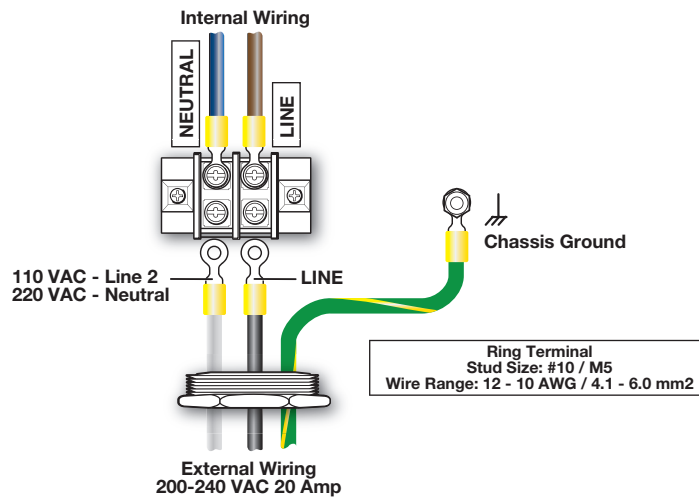 Internal Wiring
NEUTRAL
LINE
Chassis Ground
110 VAC - Line 2
220 VAC - Neutral
LINE
Ring Terminal
Stud Size: #10 / M5
Wire Range: 12 - 10 AWG / 4.1 - 6.0 mm2
External Wiring
200-240 VAC 20 Amp